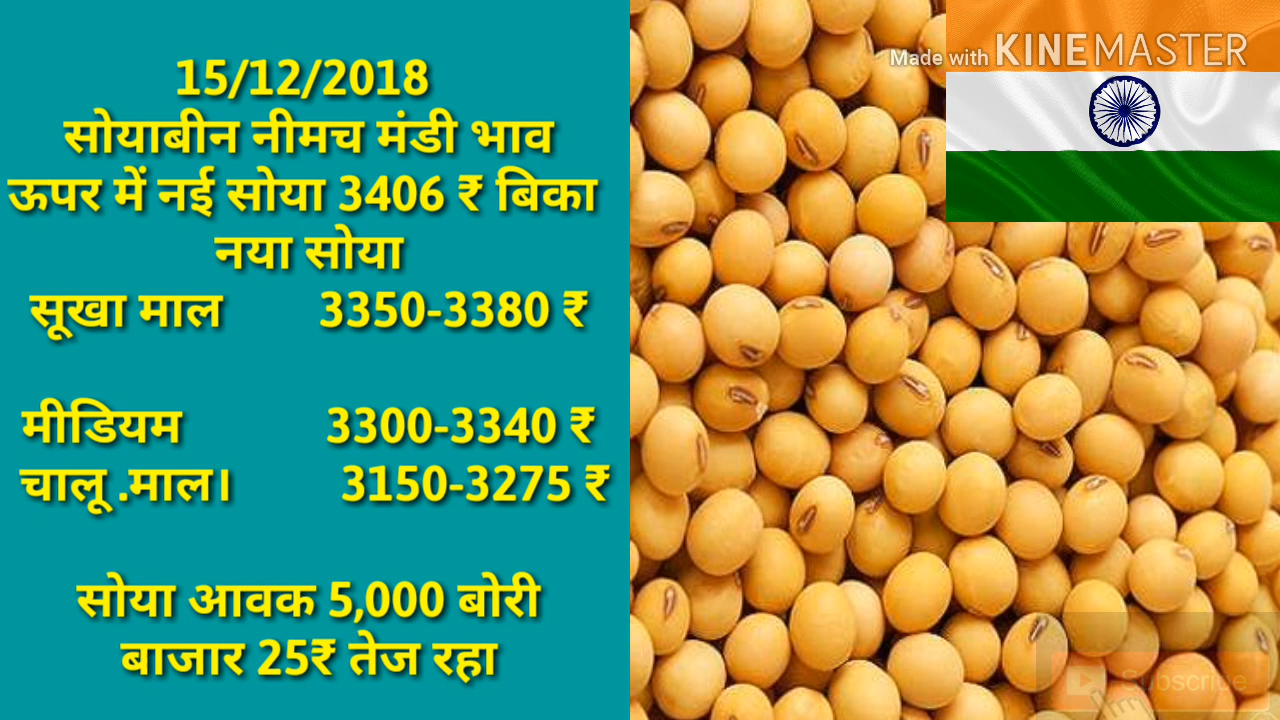 15/12/2018
सोयाबीन नीमच मंडी भाव
ऊपर में नई सोया 3406 ₹ बिका
नया सोया
सूखा माल 3350-3380 ₹
मीडियम 3300-3340 ₹
चालू .माल। 3150-3275 ₹
सोया आवक 5,000 बोरी
बाजार 25₹ तेज रहा
Made with KINEMASTER
Subscribe